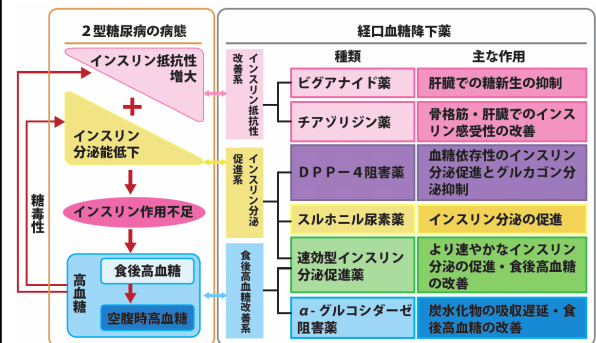 2型糖尿病の病態
インスリン抵抗性
増大
+
インスリン
分泌能低下
インスリン作用不足
糖毒性
高血糖
食後高血糖
空腹時高血糖
経口血糖降下薬
種類
主な作用
インスリン抵抗性
改善系
ビグアナイド薬
肝臓での糖新生の抑制
チアゾリジン薬
骨格筋・肝臓でのインス
リン感受性の改善
インスリン分泌
促進系
DPP−4阻害薬
血糖依存性のインスリン
分泌促進とグルカゴン分
泌抑制
スルホニル尿素薬
インスリン分泌の促進
食後高血糖改善系
速効型インスリン
分泌促進薬
より速やかなインスリン
分泌の促進・食後高血糖
の改善
α-グルコシダーゼ
阻害薬
炭水化物の吸収遅延・食
後高血糖の改善